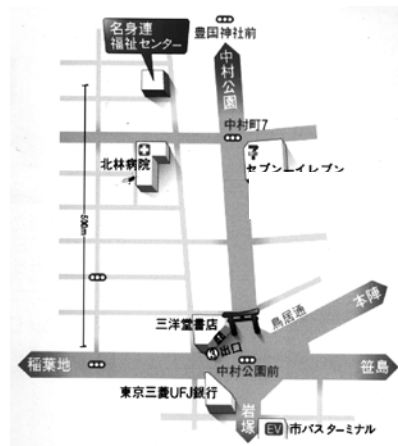 名身連
福祉センター
豊国神社前
中村公園
中村町7
北林病院
セブンーイレブン
500m
本陣
鳥居通
三洋堂書店
③出口
稲葉地
中村公園前
笹島
東京三菱UFJ銀行
岩塚
EV 市バスターミナル